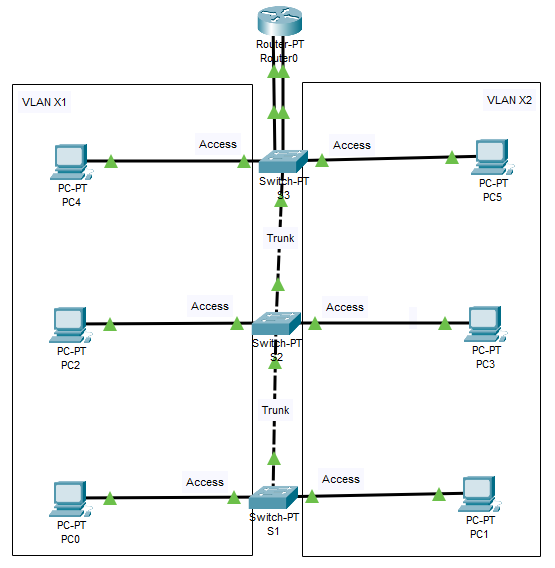 Router-PT
Router0
VLAN X1
VLAN X2
Access
Access
PC-PT
PC4
Switch-PT
S3
PC-PT
PC5
Trunk
Access
Access
PC-PT
PC2
Switch-PT
S2
PC-PT
PC3
Trunk
Access
Access
PC-PT
PC0
Switch-PT
S1
PC-PT
PC1